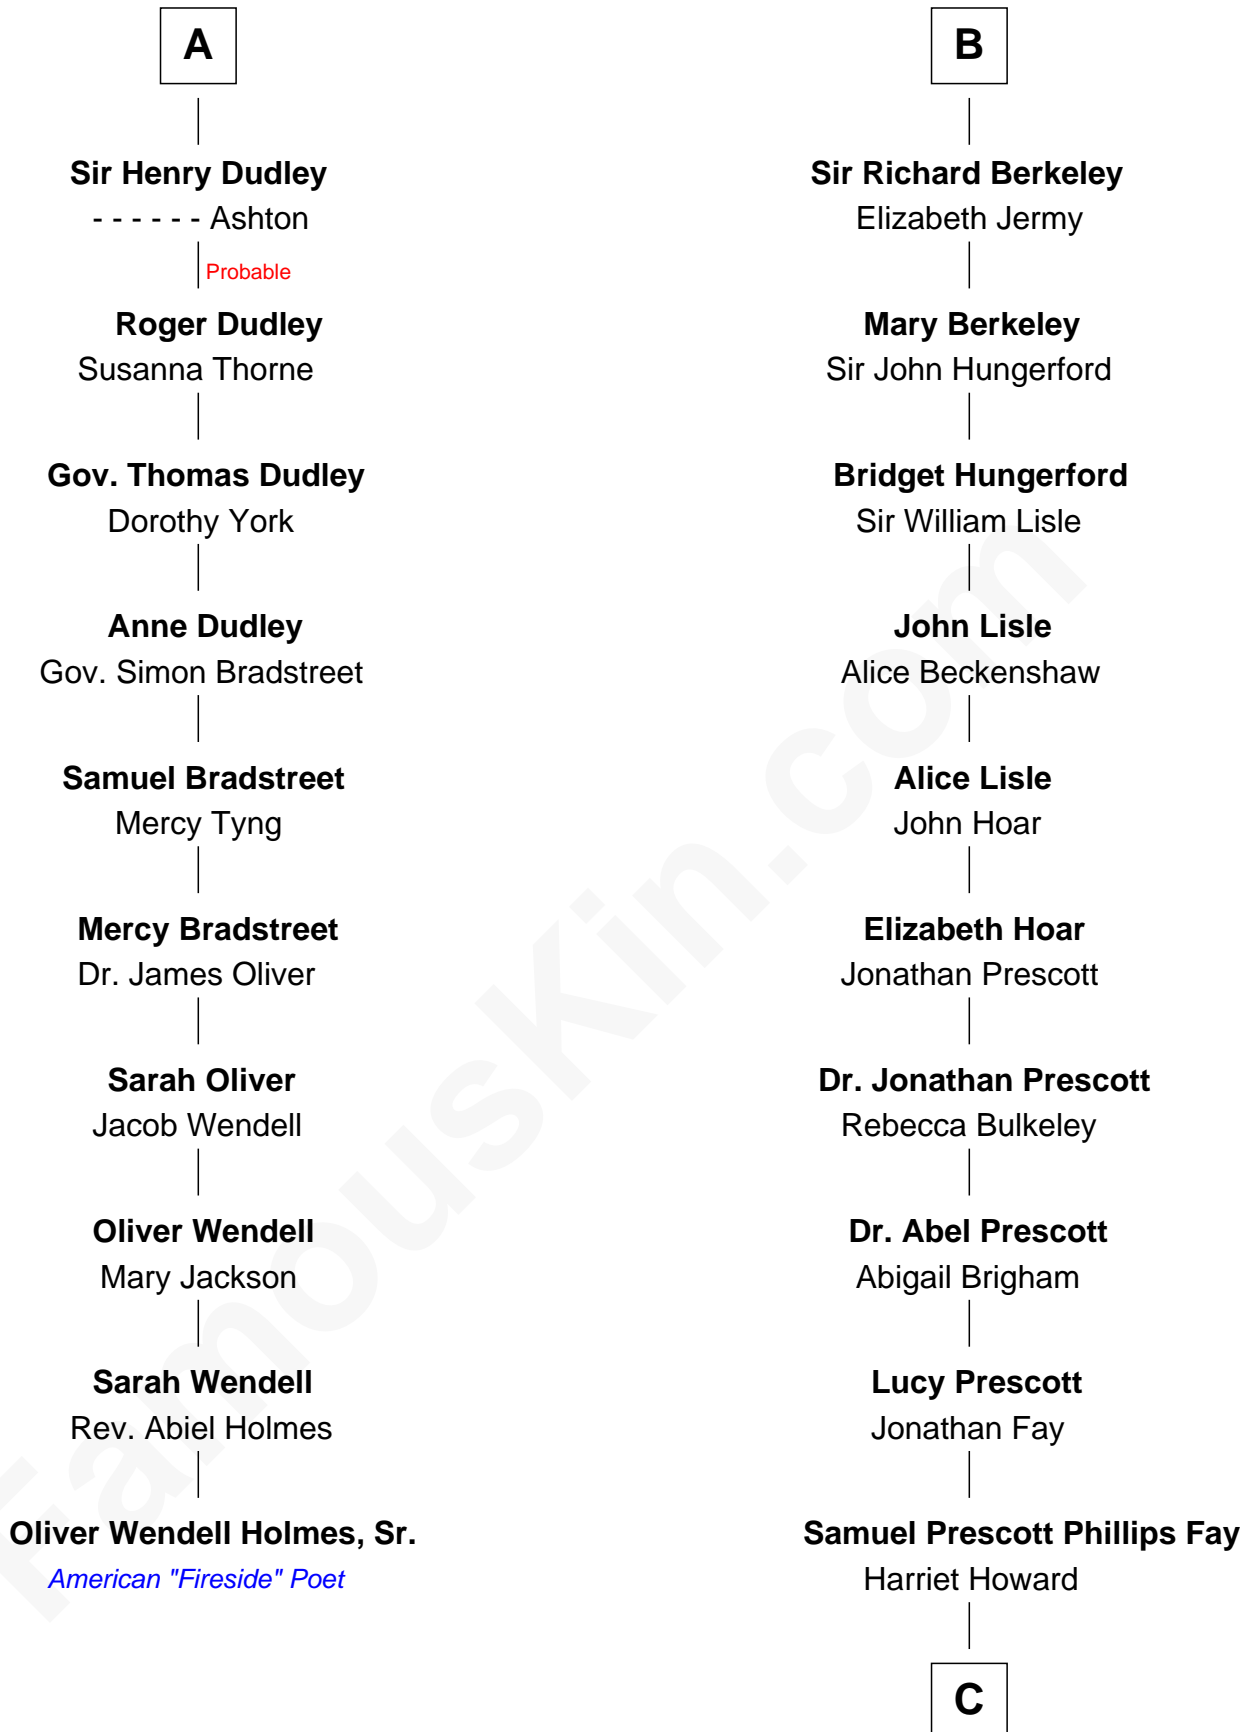 A
Sir Henry Dudley
- - - - - - Ashton
Probable
Roger Dudley
Susanna Thorne
Gov. Thomas Dudley
Dorothy York
Anne Dudley
Gov. Simon Bradstreet
Samuel Bradstreet
Mercy Tyng
Mercy Bradstreet
Dr. James Oliver
Sarah Oliver
Jacob Wendell
Oliver Wendell
Mary Jackson
Sarah Wendell
Rev. Abiel Holmes
Oliver Wendell Holmes, Sr.
American "Fireside" Poet
B
Sir Richard Berkeley
Elizabeth Jermy
Mary Berkeley
Sir John Hungerford
Bridget Hungerford
Sir William Lisle
John Lisle
Alice Beckenshaw
Alice Lisle
John Hoar
Elizabeth Hoar
Jonathan Prescott
Dr. Jonathan Prescott
Rebecca Bulkeley
Dr. Abel Prescott
Abigail Brigham
Lucy Prescott
Jonathan Fay
Samuel Prescott Phillips Fay
Harriet Howard
C
FamousKin.com